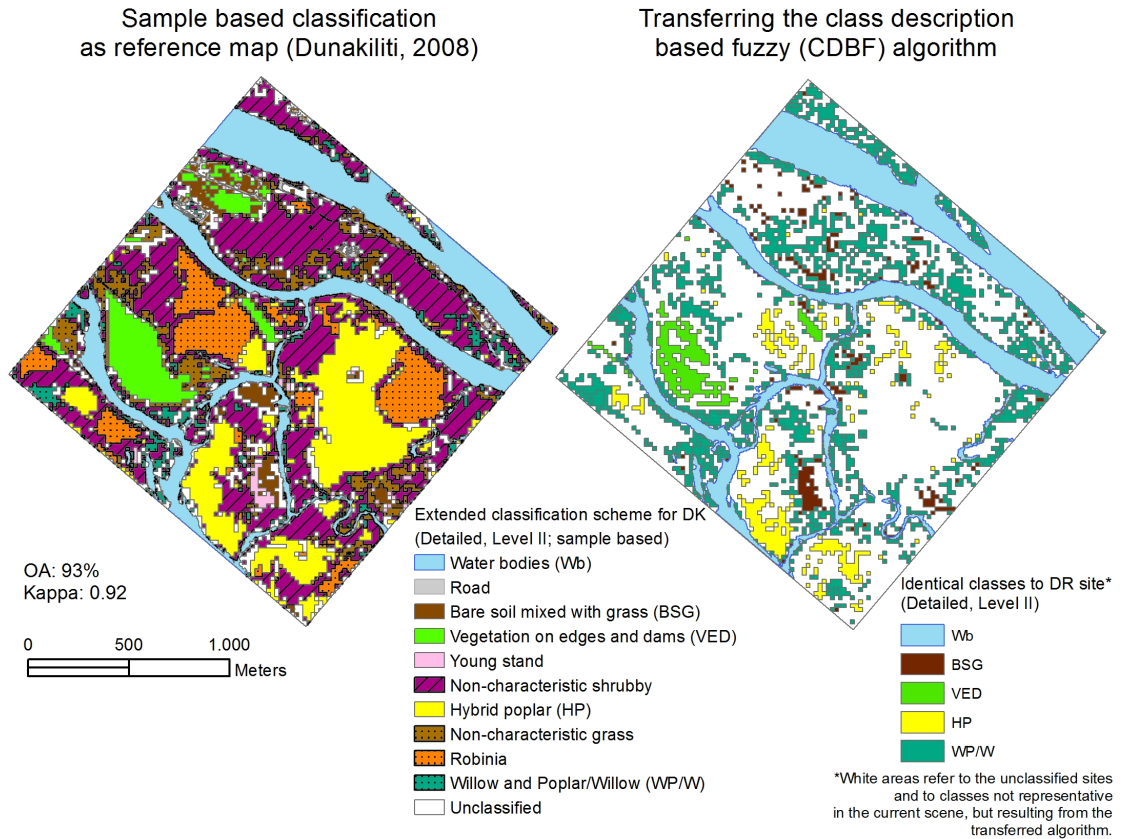 Sample based classification
as reference map (Dunakiliti, 2008)
Transferring the class description
based fuzzy (CDBF) algorithm
OA: 93%
Kappa: 0.92
0 500 1.000
Meters
Extended classification scheme for DK
(Detailed, Level II; sample based)
Water bodies (Wb)
Road
Bare soil mixed with grass (BSG)
Vegetation on edges and dams (VED)
Young stand
Non-characteristic shrubby
Hybrid poplar (HP)
Non-characteristic grass
Robinia
Willow and Poplar/Willow (WP/W)
Unclassified
Identical classes to DR site*
(Detailed, Level II)
Wb
BSG
VED
HP
WP/W
*White areas refer to the unclassified sites
and to classes not representative
in the current scene, but resulting from the
transferred algorithm.